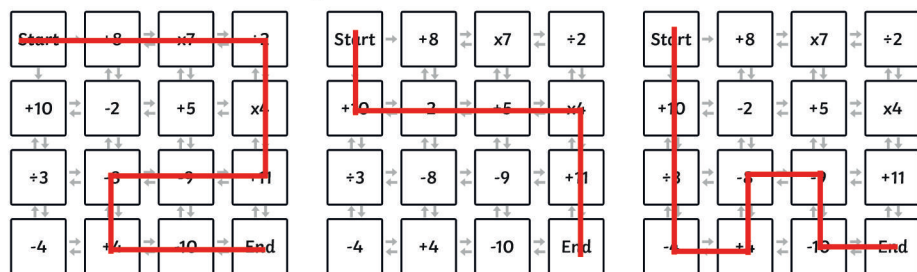 Start +8 x7 ÷2 Start +8 x7 ÷2 Start +8 x7 ÷2
+10 -2 +5 x4 +10 -2 +5 x4 +10 -2 +5 x4
÷3 -8 -9 +11 ÷3 -8 -9 +11 ÷3 -8 -9 +11
-4 +4 -10 End -4 +4 -10 End -4 +4 -10 End